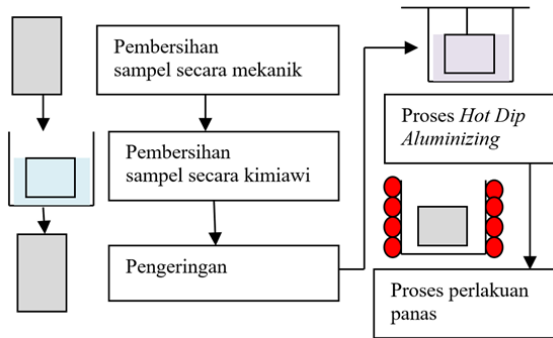 Pembersihan
sampel secara mekanik
Pembersihan
sampel secara kimiawi
Pengeringan
Proses Hot Dip
Aluminizing
Proses perlakuan
panas